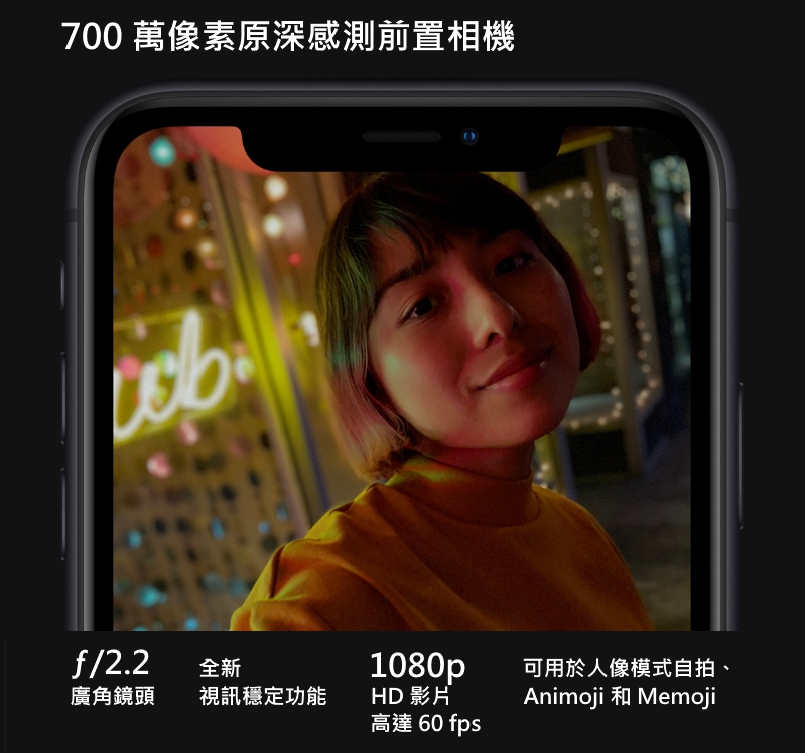 700 萬像素原深感測前置相機
ƒ/2.2
廣角鏡頭
全新
視訊穩定功能
1080p
HD 影片
高達 60 fps
可用於人像模式自拍、
Animoji 和 Memoji